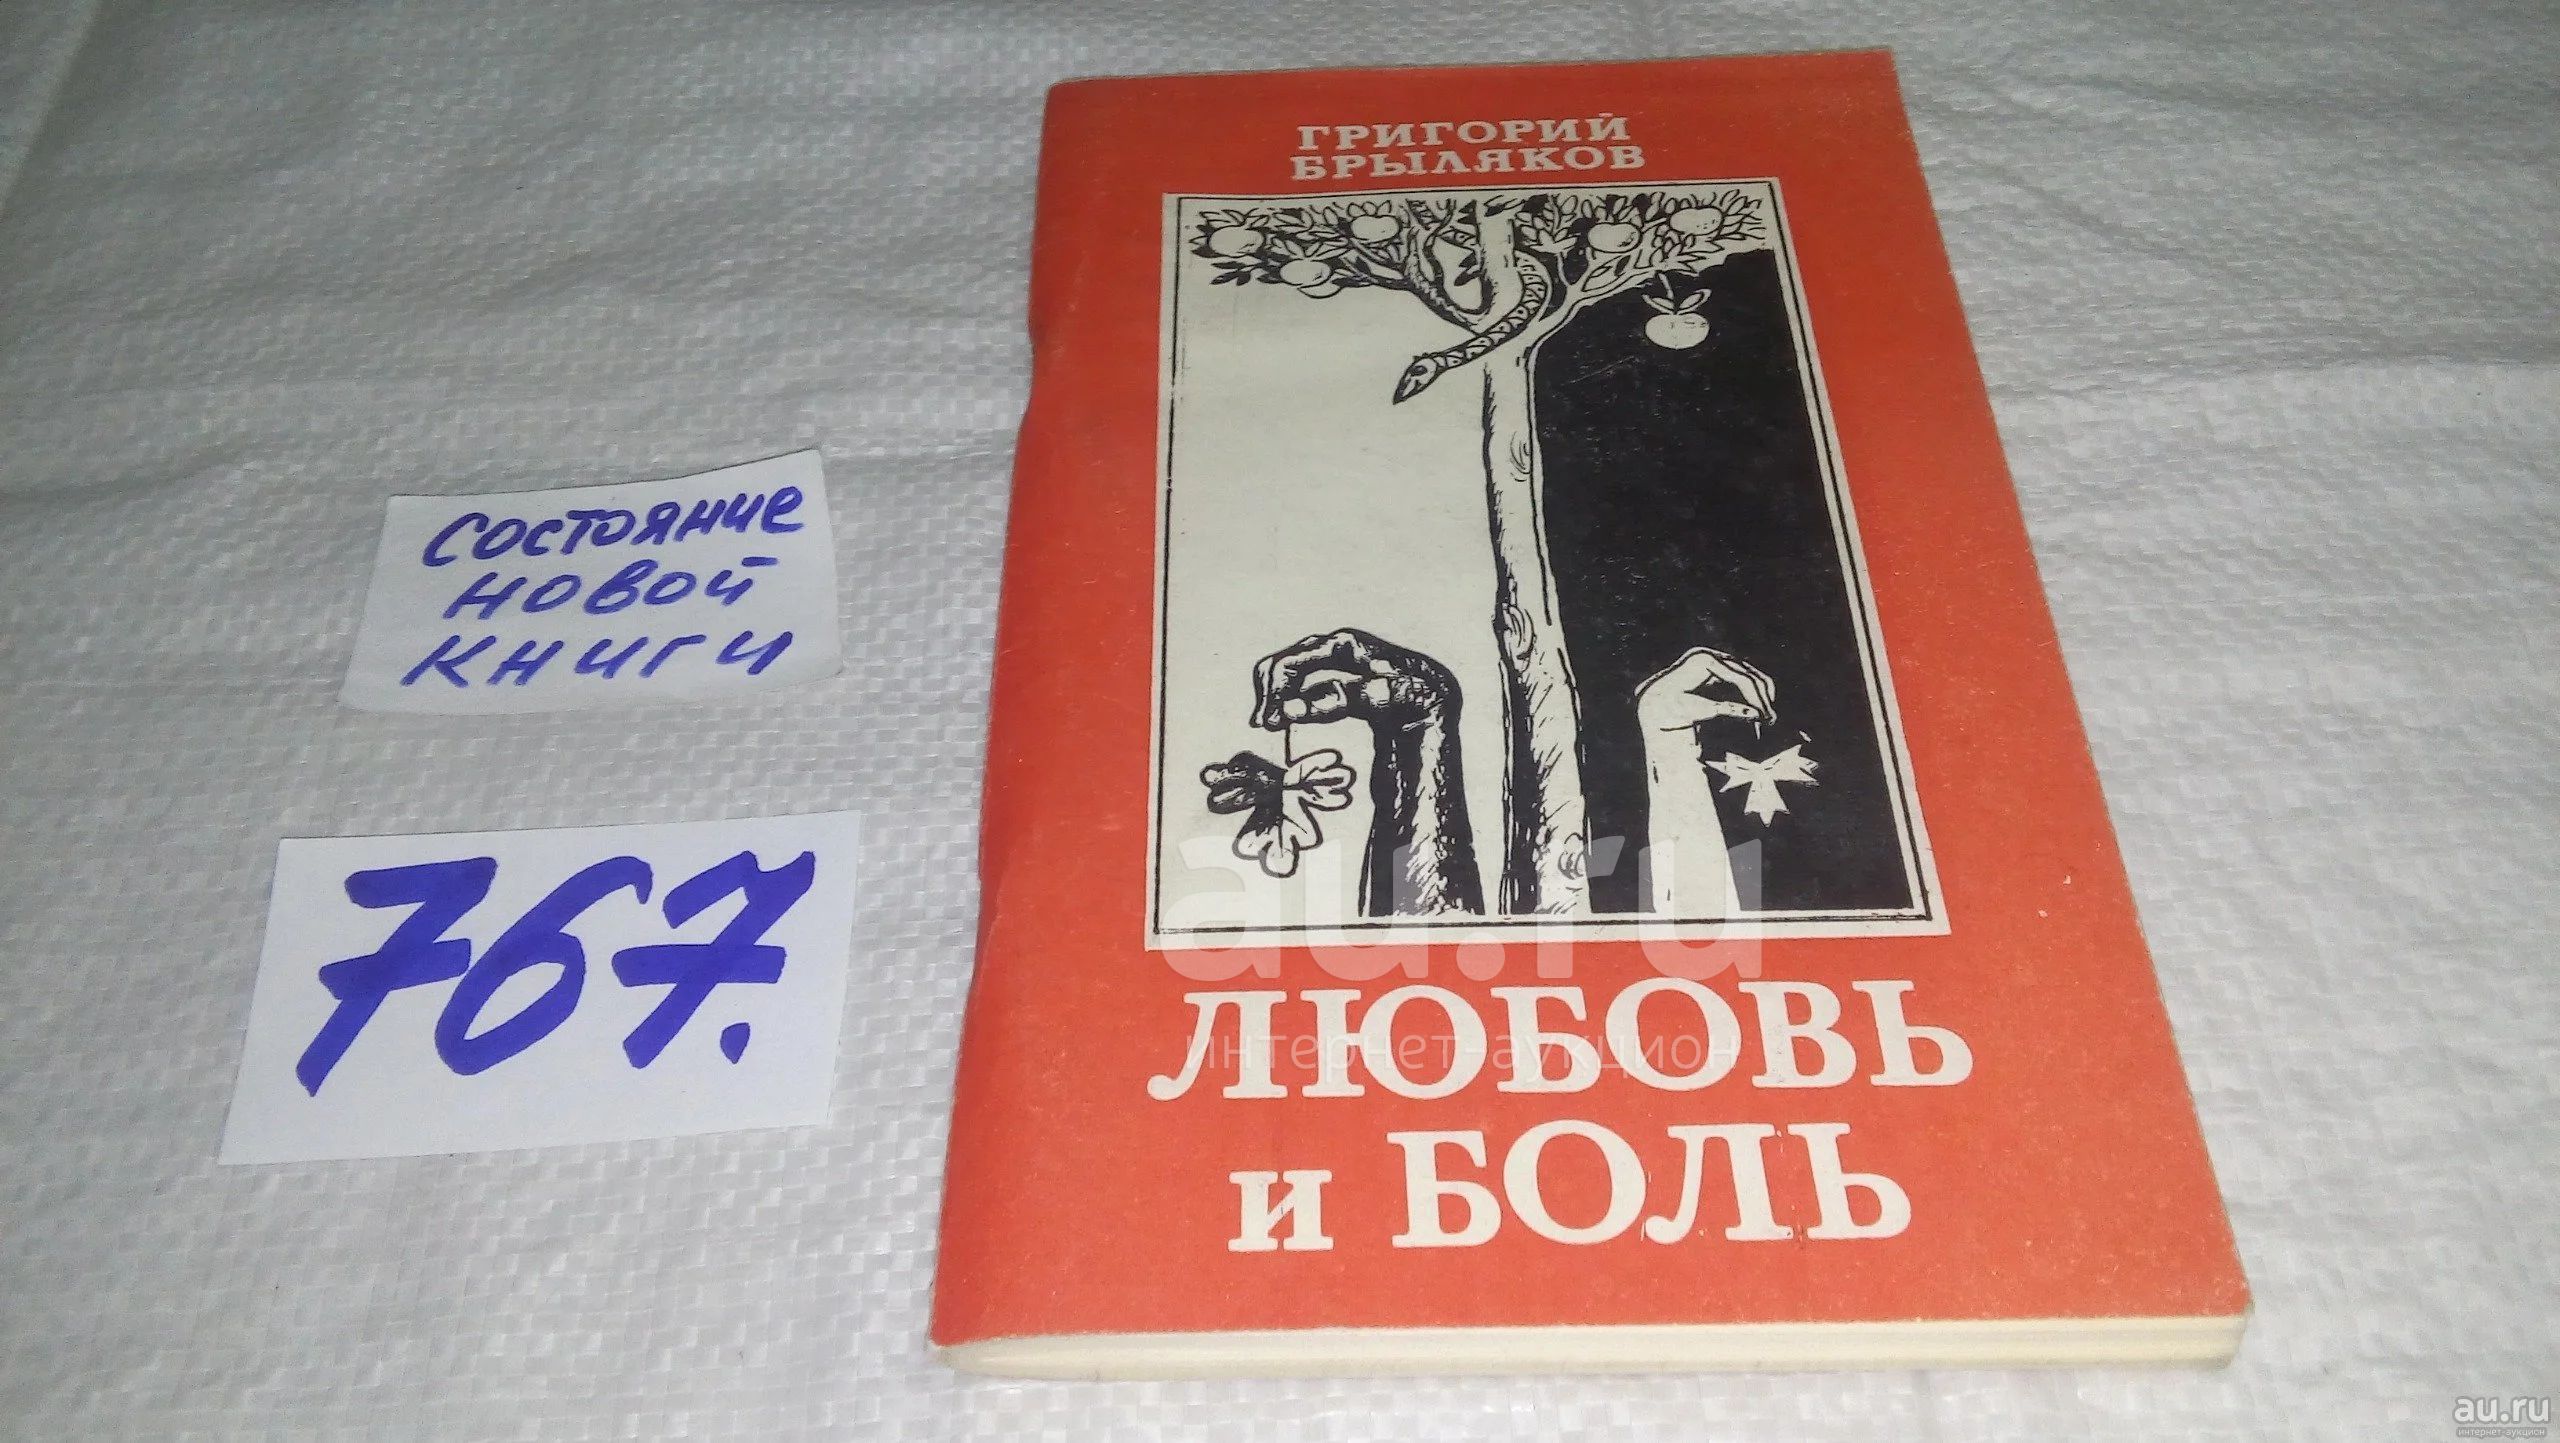 ГРИГОРИЙ
БРЫЛЯКОВ
состояние
новой
книги
767.
au.ru
интернет-аукцион
ЛЮБОВЬ
и БОЛЬ
au.ru
интернет-аукцион